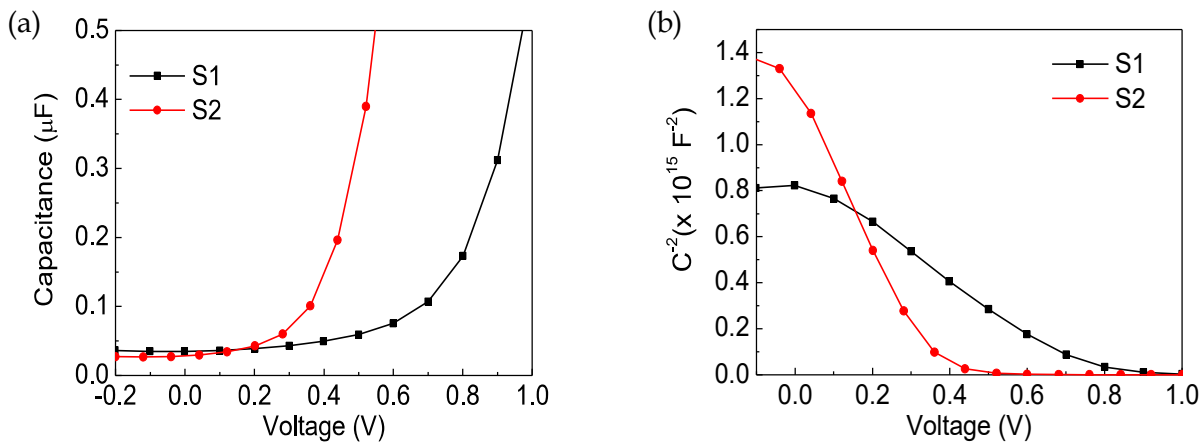 (a)
0.5
0.4
0.3
0.2
0.1
0.0
Capacitance (μF)
S1
S2
-0.2 0.0 0.2 0.4 0.6 0.8 1.0
Voltage (V)
(b)
1.4
1.2
1.0
0.8
0.6
0.4
0.2
0.0
C⁻²(x 10¹⁵ F⁻²)
S1
S2
0.0 0.2 0.4 0.6 0.8 1.0
Voltage (V)